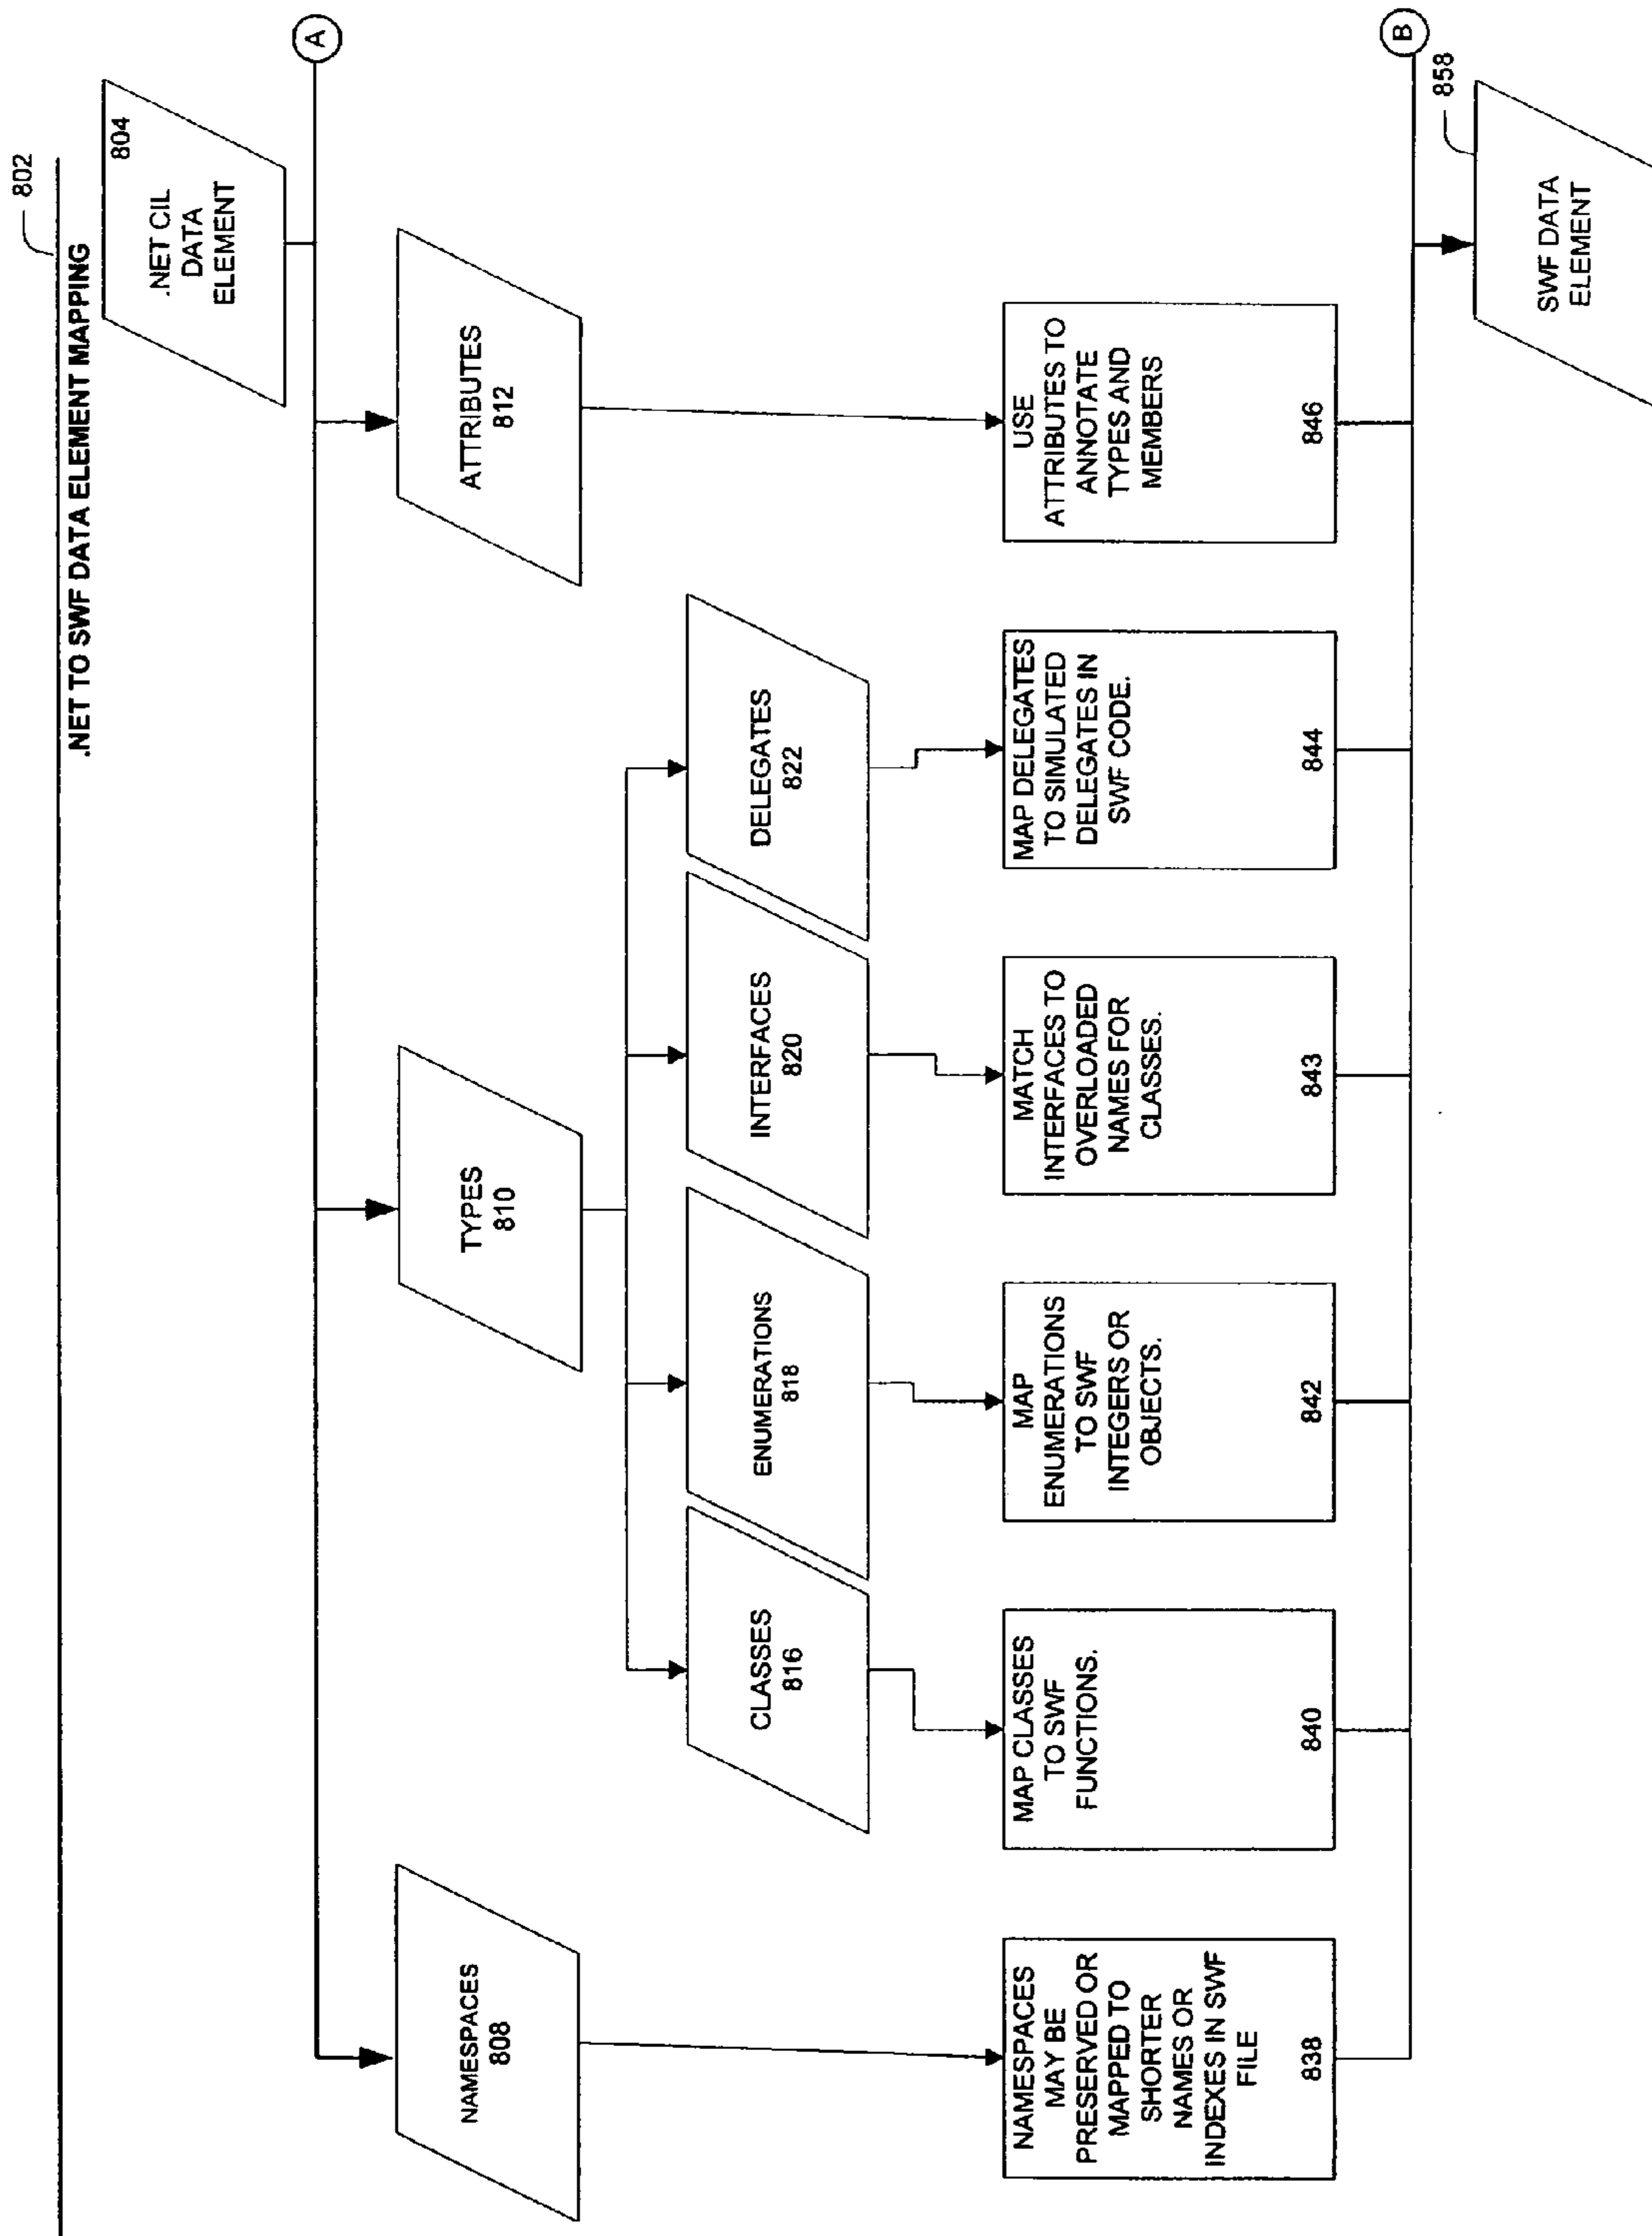 802
.NET TO SWF DATA ELEMENT MAPPING
.NET CIL
DATA
ELEMENT
804
A
NAMESPACES
808
TYPES
810
ATTRIBUTES
812
CLASSES
816
ENUMERATIONS
818
INTERFACES
820
DELEGATES
822
NAMESPACES
MAY BE
PRESERVED OR
MAPPED TO
SHORTER
NAMES OR
INDEXES IN SWF
FILE
838
MAP CLASSES
TO SWF
FUNCTIONS.
840
MAP
ENUMERATIONS
TO SWF
INTEGERS OR
OBJECTS.
842
MATCH
INTERFACES TO
OVERLOADED
NAMES FOR
CLASSES.
843
MAP DELEGATES
TO SIMULATED
DELEGATES IN
SWF CODE.
844
USE
ATTRIBUTES TO
ANNOTATE
TYPES AND
MEMBERS
846
B
858
SWF DATA
ELEMENT